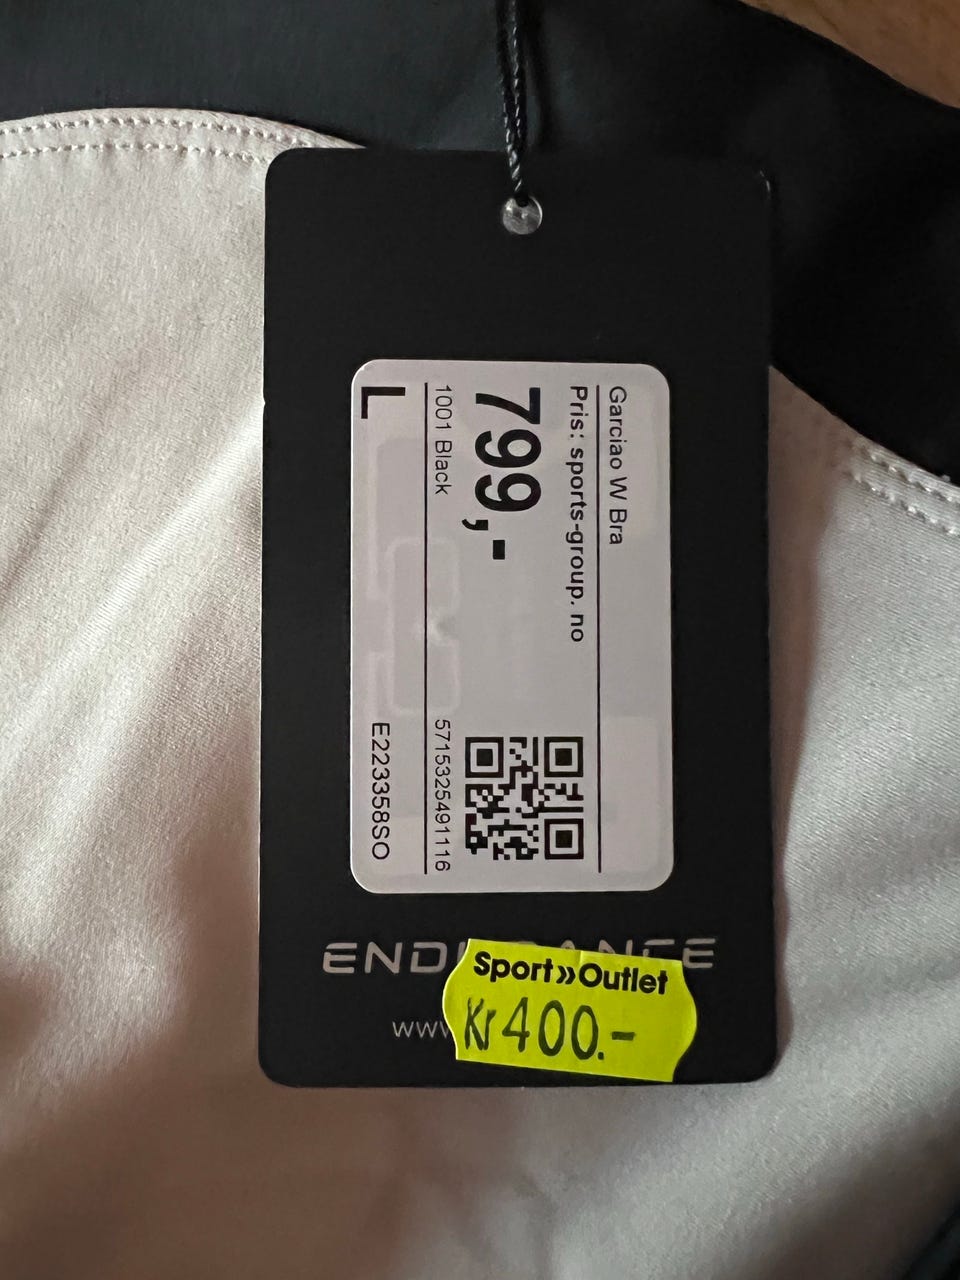 Garciao W Bra
Pris: sports-group. no
799,-
1001 Black
5715325491116
L
E223358SO
Sport»Outlet
Kr 400.-